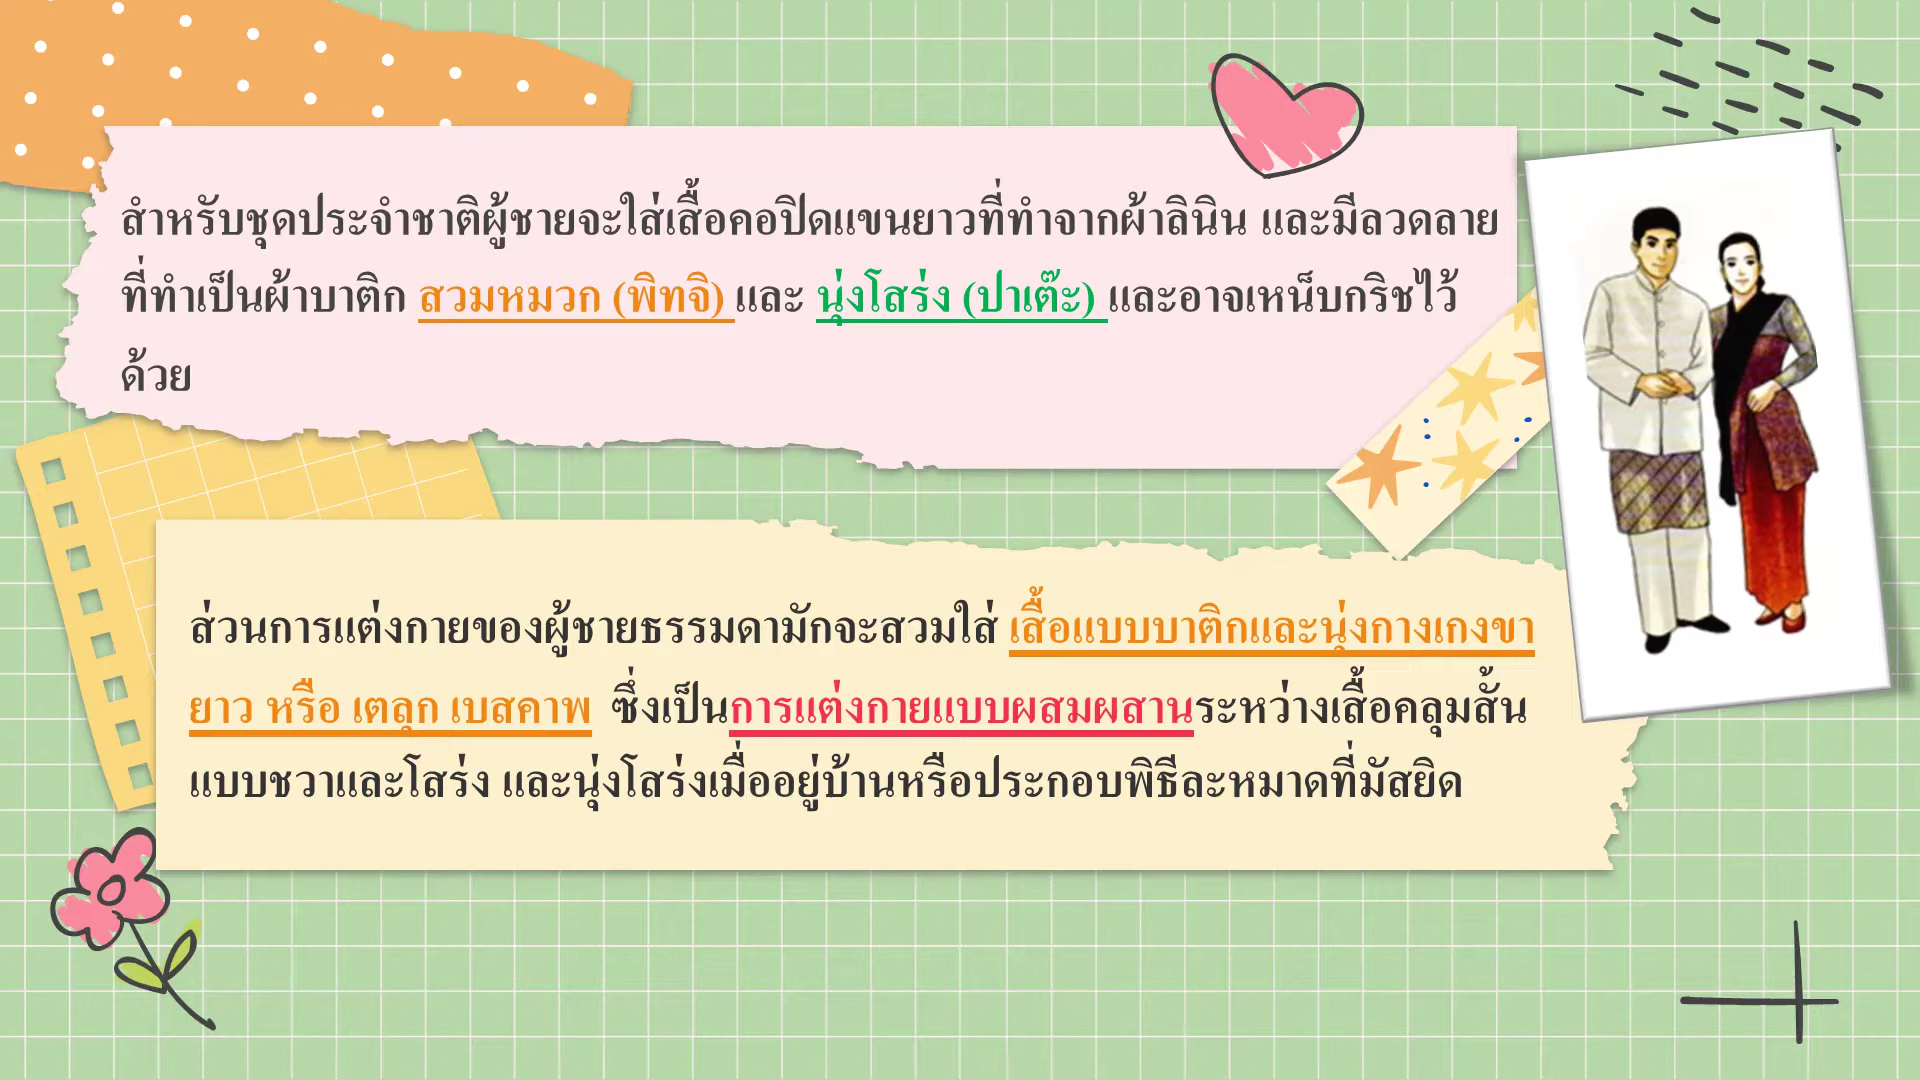 สำหรับชุดประจำชาติผู้ชายจะใส่เสื้อคอปิดแขนยาวที่ทำจากผ้าลินิน และมีลวดลาย
ที่ทำเป็นผ้าบาติก สวมหมวก (พิทจิ) และ นุ่งโสร่ง (ปาเต๊ะ) และอาจเหน็บกริชไว้
ด้วย
ส่วนการแต่งกายของผู้ชายธรรมดามักจะสวมใส่ เสื้อแบบบาติกและนุ่งกางเกงขา
ยาว หรือ เตลุก เบสคาพ ซึ่งเป็นการแต่งกายแบบผสมผสานระหว่างเสื้อคลุมสั้น
แบบชวาและโสร่ง และนุ่งโสร่งเมื่ออยู่บ้านหรือประกอบพิธีละหมาดที่มัสยิด